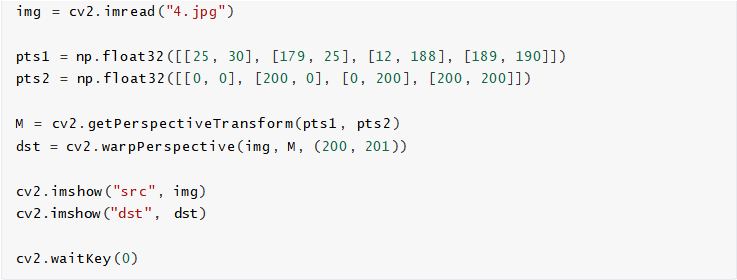 img = cv2.imread("4.jpg")
pts1 = np.float32([[25, 30], [179, 25], [12, 188], [189, 190]])
pts2 = np.float32([[0, 0], [200, 0], [0, 200], [200, 200]])
M = cv2.getPerspectiveTransform(pts1, pts2)
dst = cv2.warpPerspective(img, M, (200, 201))
cv2.imshow("src", img)
cv2.imshow("dst", dst)
cv2.waitKey(0)